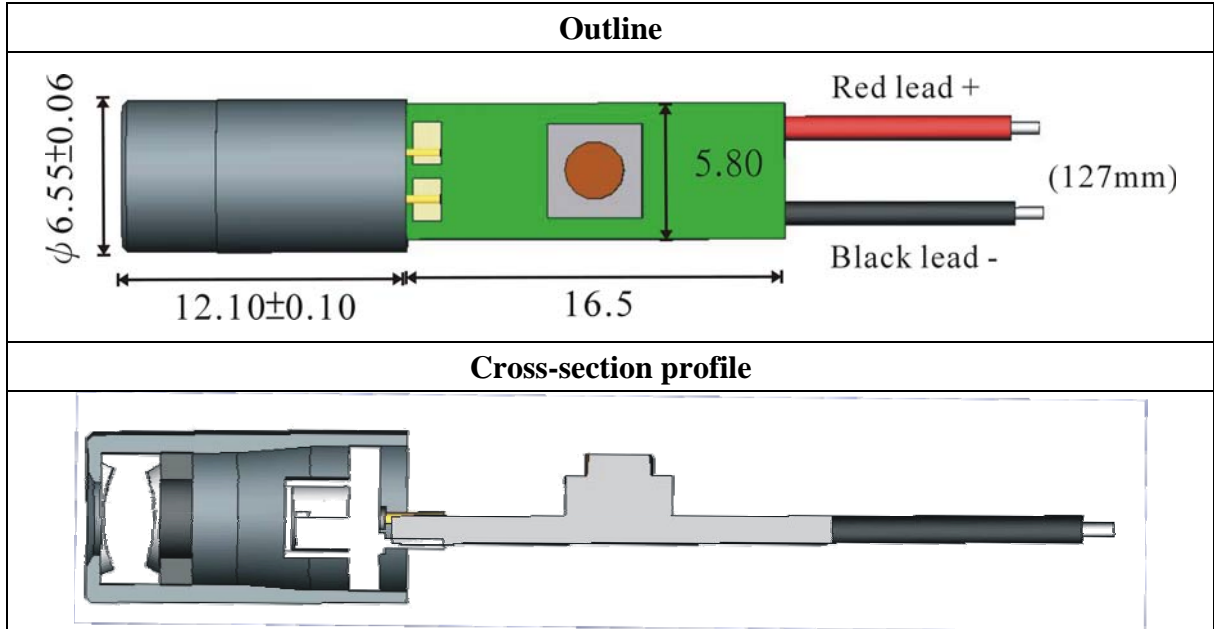 Outline
ϕ6.55±0.06
Red lead +
5.80
(127mm)
Black lead -
12.10±0.10
16.5
Cross-section profile